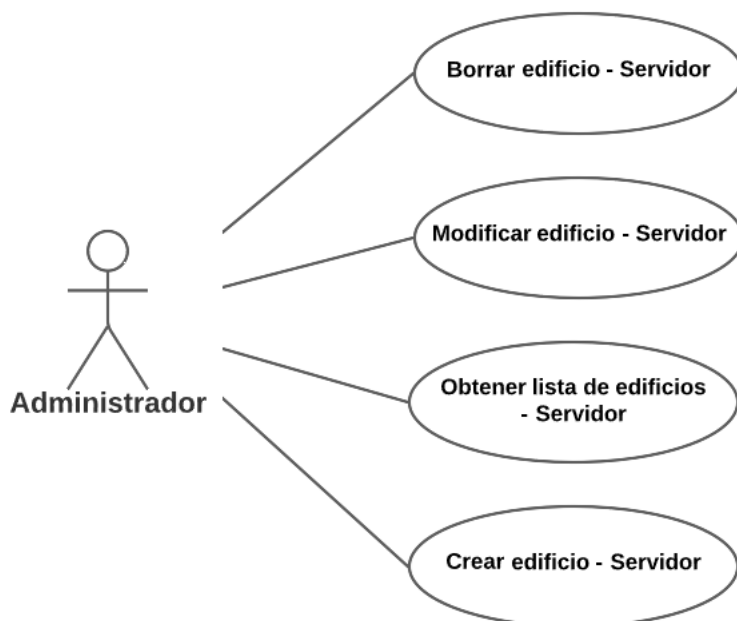 Borrar edificio - Servidor
Modificar edificio - Servidor
Administrador
Obtener lista de edificios
- Servidor
Crear edificio - Servidor